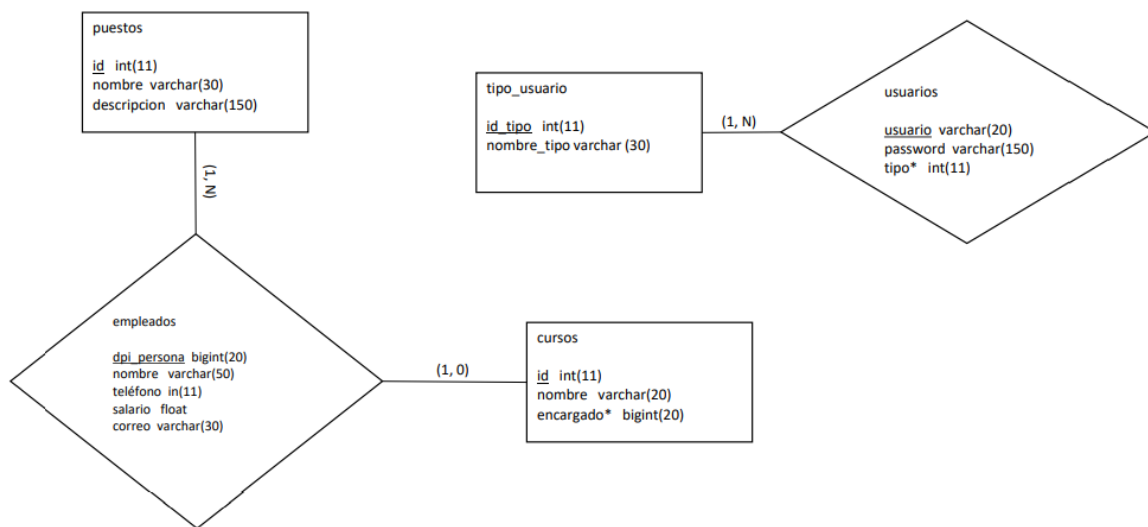 puestos
id int(11)
nombre varchar(30)
descripcion varchar(150)
(1, N)
tipo_usuario
id_tipo int(11)
nombre_tipo varchar (30)
(1, N)
usuarios
usuario varchar(20)
password varchar(150)
tipo* int(11)
empleados
dpi_persona bigint(20)
nombre varchar(50)
teléfono in(11)
salario float
correo varchar(30)
(1, 0)
cursos
id int(11)
nombre varchar(20)
encargado* bigint(20)